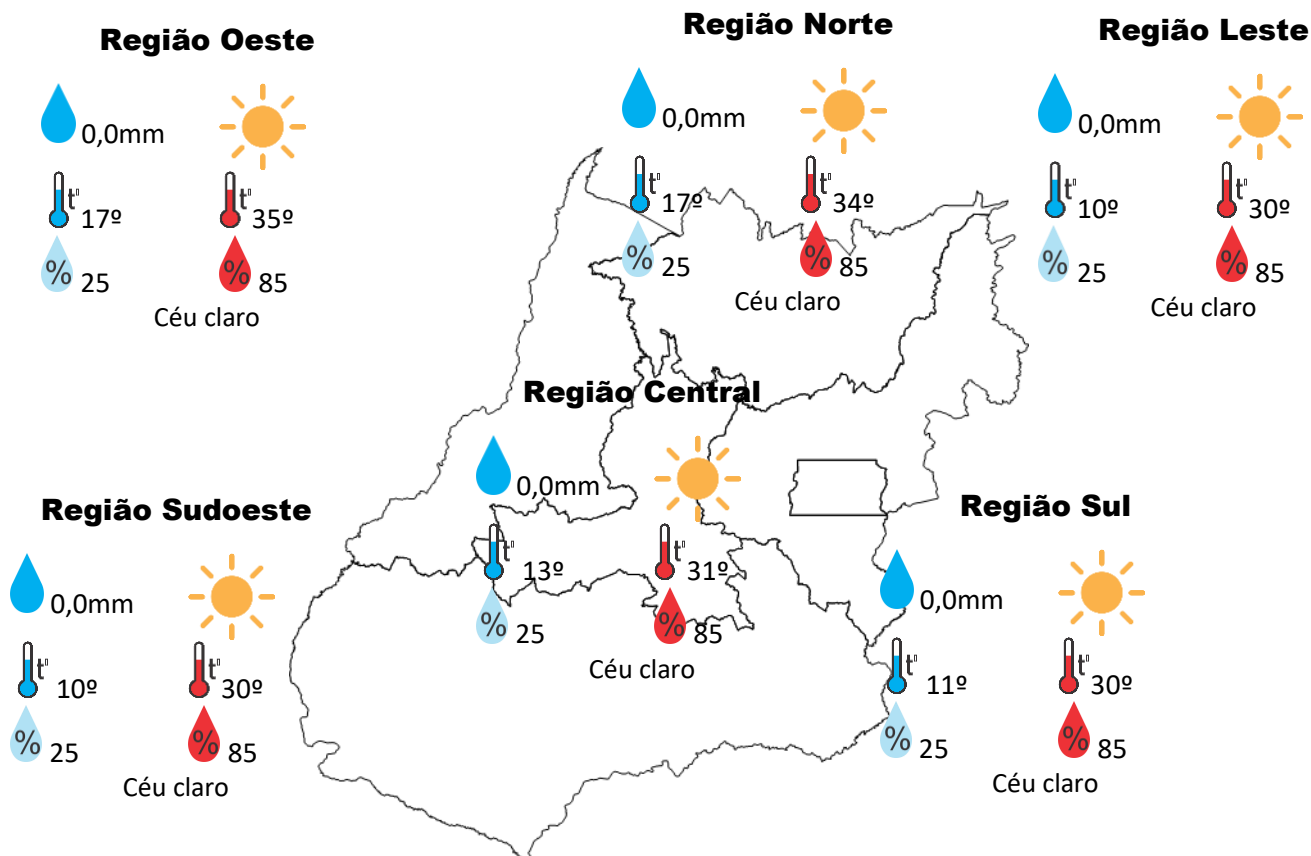 Região Oeste
0,0mm
t°
17º
t°
35º
%
25
%
85
Céu claro
Região Norte
0,0mm
t°
17º
t°
34º
%
25
%
85
Céu claro
Região Leste
0,0mm
t°
10º
t°
30º
%
25
%
85
Céu claro
Região Central
0,0mm
t°
13º
t°
31º
%
25
%
85
Céu claro
Região Sudoeste
0,0mm
t°
10º
t°
30º
%
25
%
85
Céu claro
Região Sul
0,0mm
t°
11º
t°
30º
%
25
%
85
Céu claro